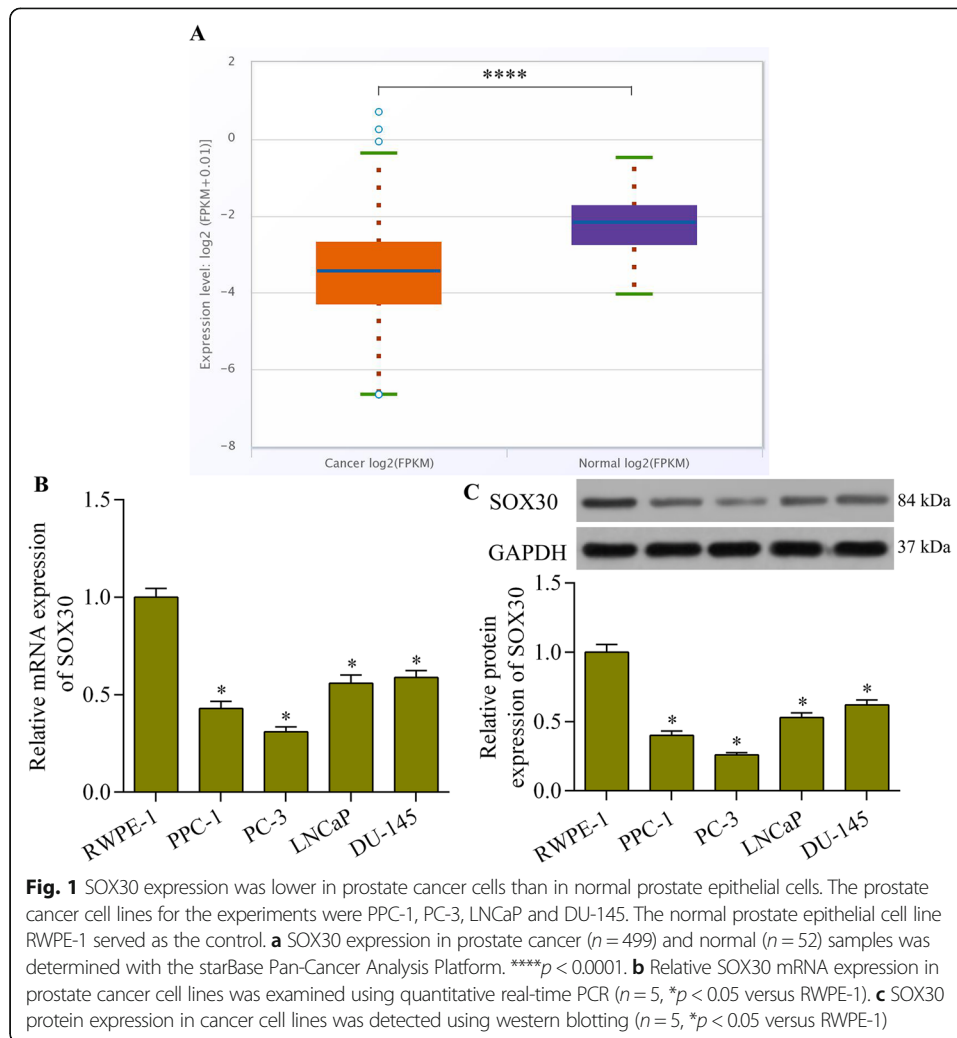 A
****
2
0
−2
−4
−6
−8
Expression level: log2 (FPKM+0.01)]
Cancer log2(FPKM)
Normal log2(FPKM)
B
1.5
1.0
0.5
0.0
Relative mRNA expression
of SOX30
*
*
*
*
RWPE-1
PPC-1
PC-3
LNCaP
DU-145
C
SOX30
84 kDa
GAPDH
37 kDa
1.5
1.0
0.5
0.0
Relative protein
expression of SOX30
*
*
*
*
RWPE-1
PPC-1
PC-3
LNCaP
DU-145
Fig. 1 SOX30 expression was lower in prostate cancer cells than in normal prostate epithelial cells. The prostate
cancer cell lines for the experiments were PPC-1, PC-3, LNCaP and DU-145. The normal prostate epithelial cell line
RWPE-1 served as the control. a SOX30 expression in prostate cancer (n = 499) and normal (n = 52) samples was
determined with the starBase Pan-Cancer Analysis Platform. ****p < 0.0001. b Relative SOX30 mRNA expression in
prostate cancer cell lines was examined using quantitative real-time PCR (n = 5, *p < 0.05 versus RWPE-1). c SOX30
protein expression in cancer cell lines was detected using western blotting (n = 5, *p < 0.05 versus RWPE-1)